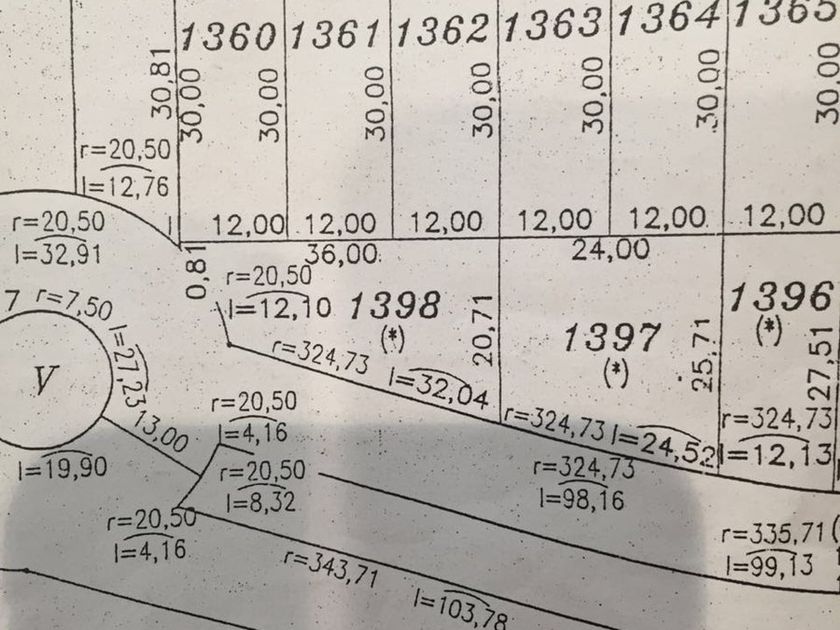 1360 1361 1362 1363 1364 1365
30,81
30,00
30,00
30,00
30,00
30,00
30,00
30,00
r=20,50
l=12,76
12,00 12,00 12,00 12,00 12,00 12,00
r=20,50
l=32,91
36,00
24,00
0,81
r=20,50
l=12,10
1398
(*)
20,71
1397
(*)
25,71
1396
(*)
27,51
7
r=7,50
l=27,23
V
13,00
l=19,90
r=324,73
l=32,04
r=324,73
l=24,52
r=324,73
l=12,13
r=20,50
l=4,16
r=20,50
l=8,32
r=324,73
l=98,16
r=20,50
l=4,16
r=343,71
l=103,78
r=335,71(
l=99,13